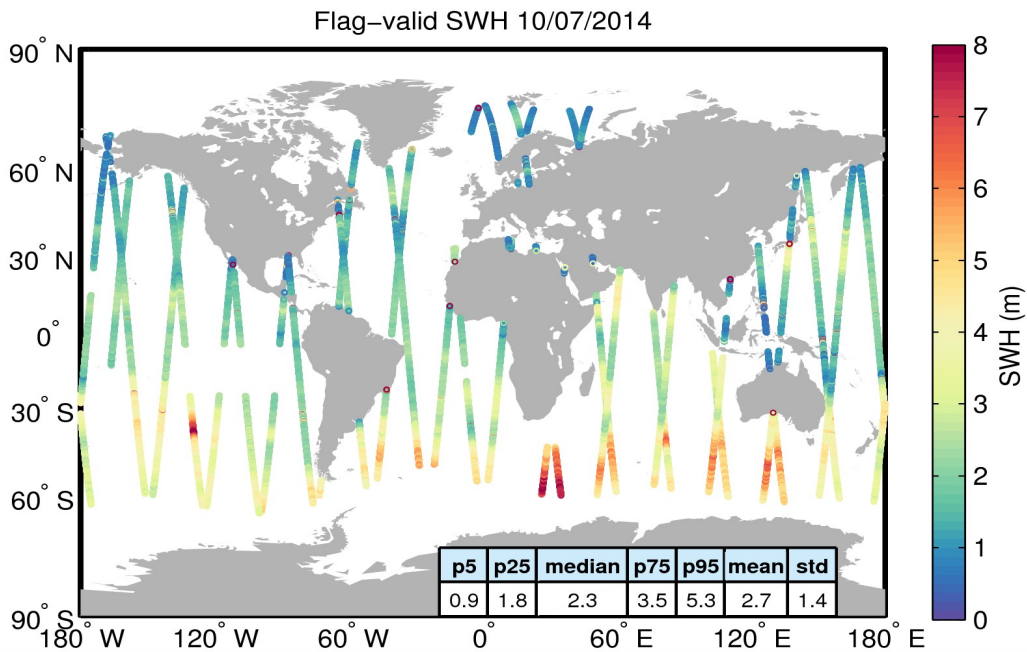 Flag−valid SWH 10/07/2014
90° N
60° N
30° N
0°
30° S
60° S
90° S
180° W
120° W
60° W
0°
60° E
120° E
180° E
p5 p25 median p75 p95 mean std
0.9 1.8 2.3 3.5 5.3 2.7 1.4
8
7
6
5
4
3
2
1
0
SWH (m)